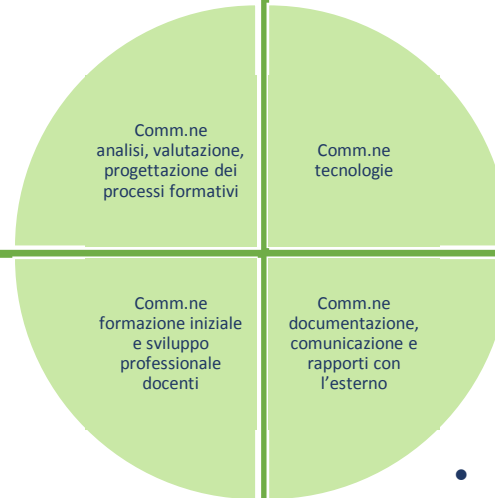 Comm.ne
analisi, valutazione,
progettazione dei
processi formativi
Comm.ne
tecnologie
Comm.ne
formazione iniziale
e sviluppo
professionale
docenti
Comm.ne
documentazione,
comunicazione e
rapporti con
l’esterno
•